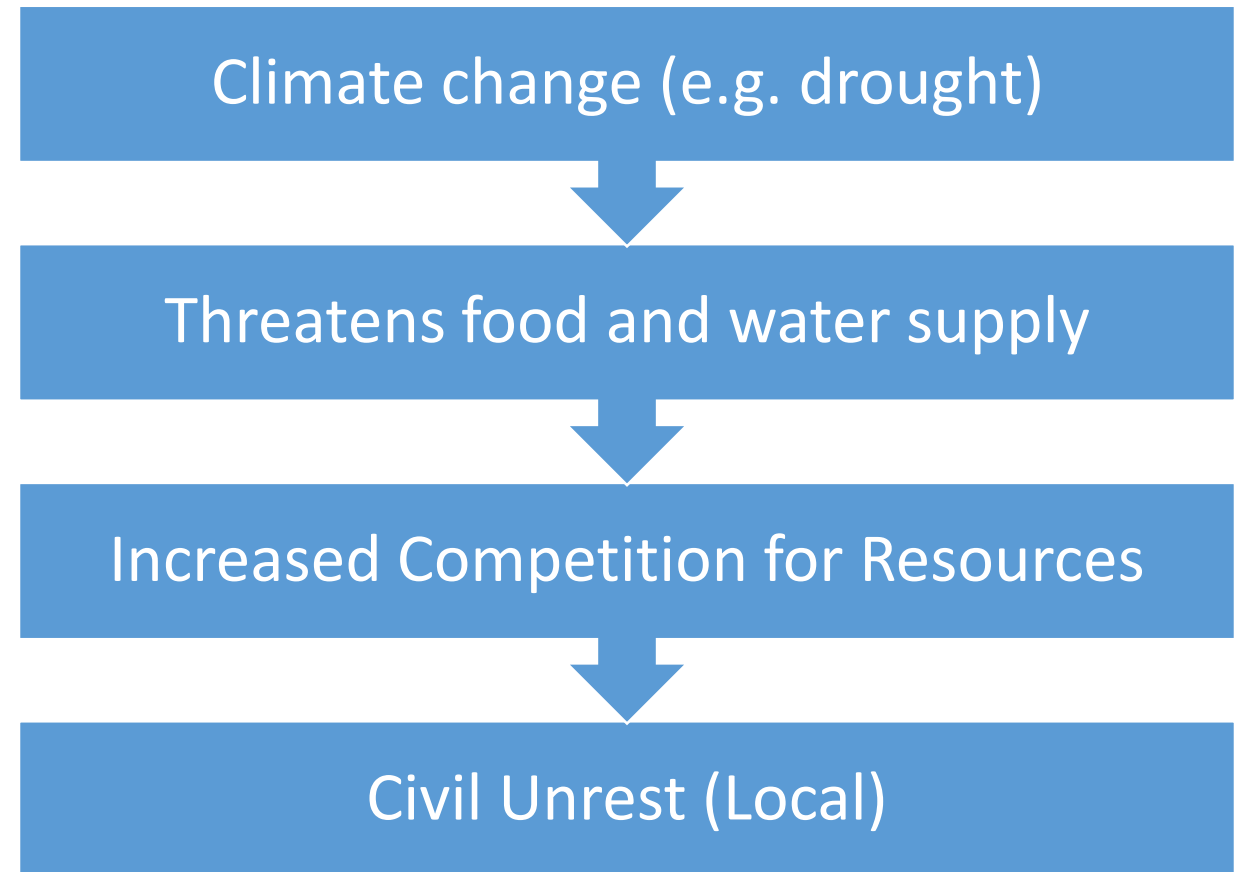 Climate change (e.g. drought)
Threatens food and water supply
Increased Competition for Resources
Civil Unrest (Local)